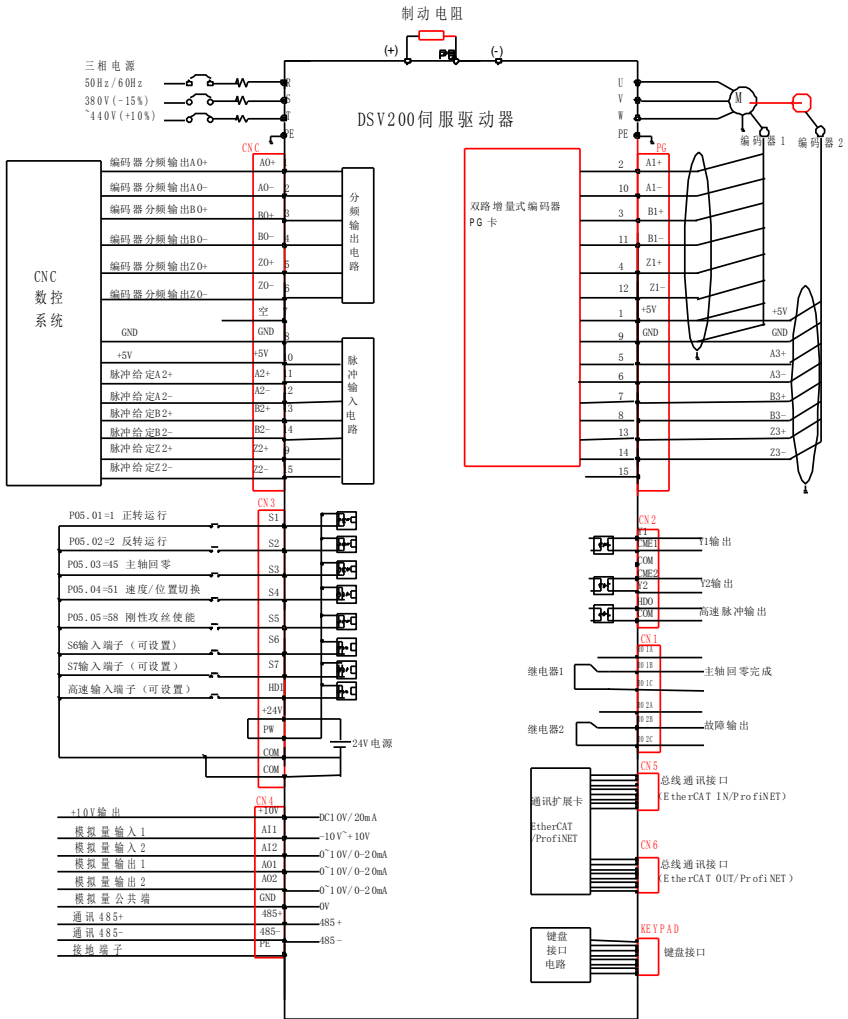 制动电阻
(+)
(-)
三相电源
50Hz/60Hz
380V(-15%)
~440V(+10%)
R
S
T
PE
DSV200伺服驱动器
U
V
W
PE
M
编码器1
编码器2
CNC
数控
系统
CNC
编码器分频输出AO+
AO+
1
编码器分频输出AO-
AO-
2
编码器分频输出BO+
BO+
3
编码器分频输出BO-
BO-
4
编码器分频输出ZO+
ZO+
5
编码器分频输出ZO-
ZO-
6
空
7
GND
GND
8
+5V
+5V
10
脉冲给定A2+
A2+
11
脉冲给定A2-
A2-
12
脉冲给定B2+
B2+
13
脉冲给定B2-
B2-
14
脉冲给定Z2+
Z2+
9
脉冲给定Z2-
Z2-
15
分频输出电路
脉冲输入电路
双路增量式编码器
PG卡
PG
2
A1+
10
A1-
3
B1+
11
B1-
4
Z1+
12
Z1-
1
+5V
+5V
9
GND
GND
5
A3+
6
A3-
7
B3+
8
B3-
13
Z3+
14
Z3-
15
CN3
P05.01=1 正转运行
S1
P05.02=2 反转运行
S2
P05.03=45 主轴回零
S3
P05.04=51 速度/位置切换
S4
P05.05=58 刚性攻丝使能
S5
S6输入端子（可设置）
S6
S7输入端子（可设置）
S7
高速输入端子（可设置）
HDI
+24V
PW
COM
COM
24V电源
CN4
+10V输出
+10V
DC10V/20mA
模拟量输入1
AI1
-10V~+10V
模拟量输入2
AI2
0~10V/0-20mA
模拟量输出1
AO1
0~10V/0-20mA
模拟量输出2
AO2
0~10V/0-20mA
模拟量公共端
GND
0V
通讯485+
485+
485+
通讯485-
485-
485-
接地端子
PE
CN2
Y1
Y1输出
CME1
COM
CME2
Y2
Y2输出
HDO
高速脉冲输出
COM
CN1
继电器1
主轴回零完成
继电器2
故障输出
通讯扩展卡
EtherCAT
/ProfiNET
CN5
总线通讯接口
(EtherCAT IN/ProfiNET)
CN6
总线通讯接口
(EtherCAT OUT/ProfiNET)
键盘
接口
电路
KEYPAD
键盘接口